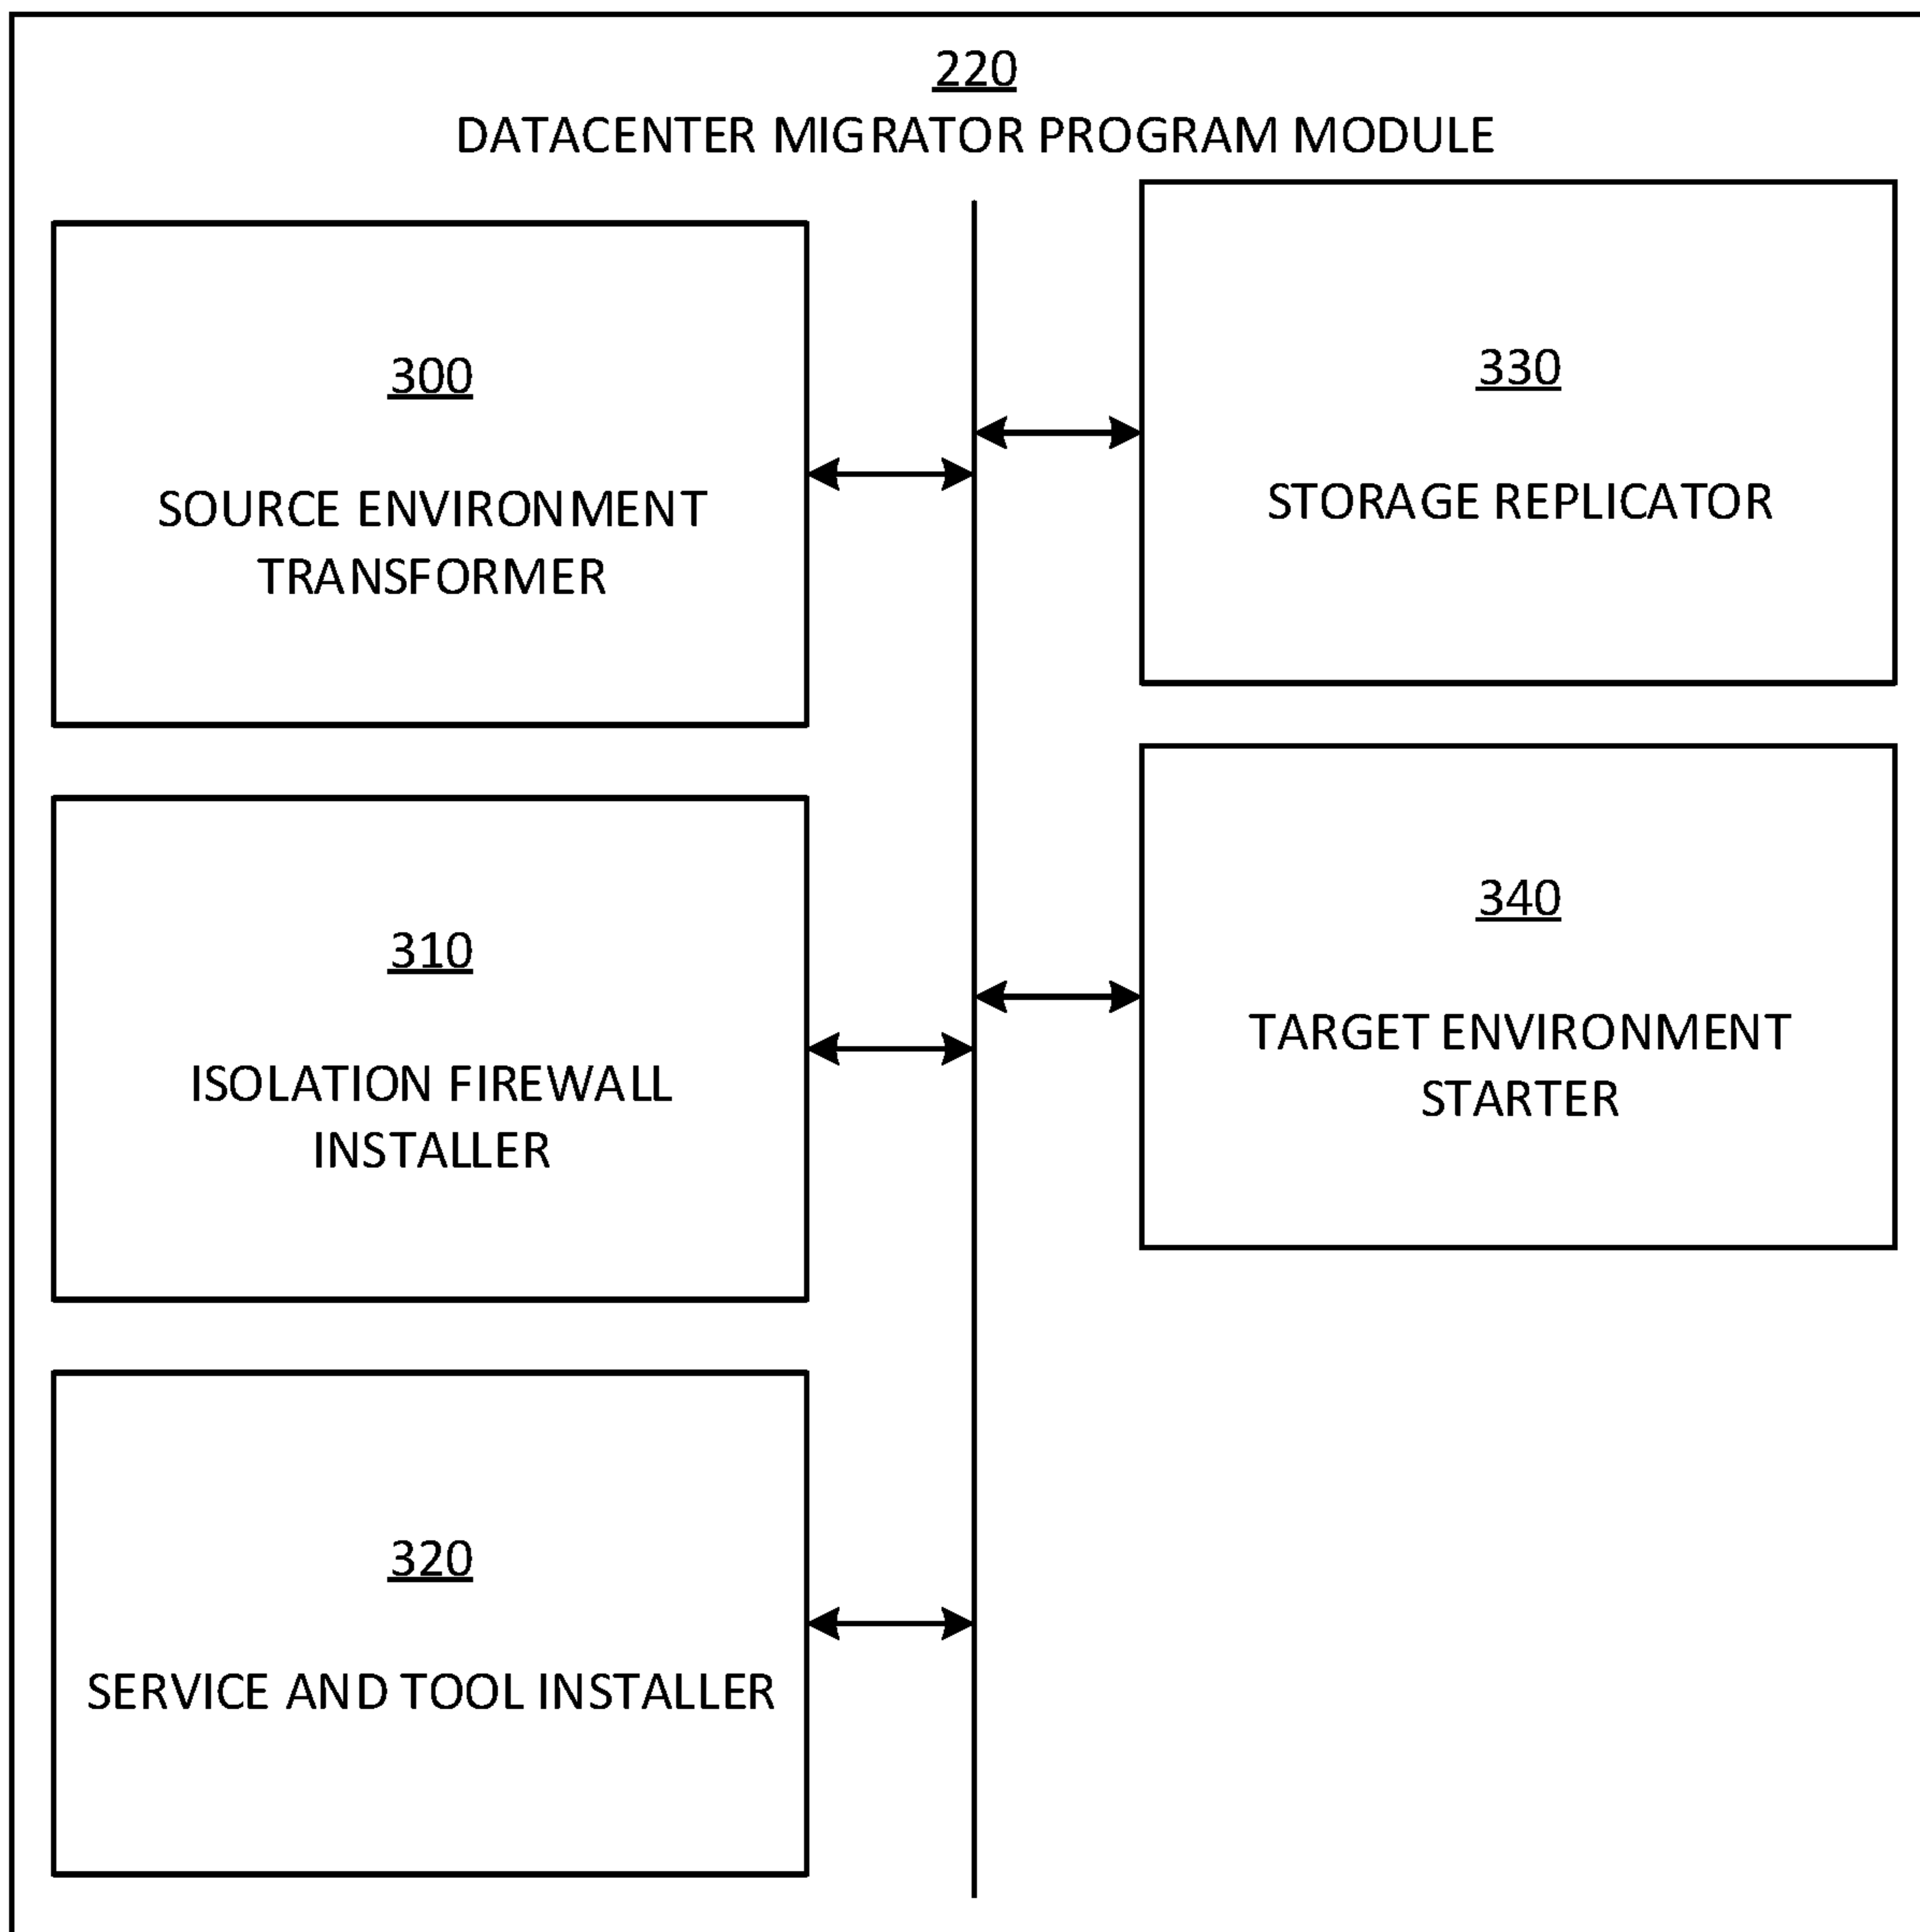 220
DATACENTER MIGRATOR PROGRAM MODULE
300
SOURCE ENVIRONMENT
TRANSFORMER
310
ISOLATION FIREWALL
INSTALLER
320
SERVICE AND TOOL INSTALLER
330
STORAGE REPLICATOR
340
TARGET ENVIRONMENT
STARTER